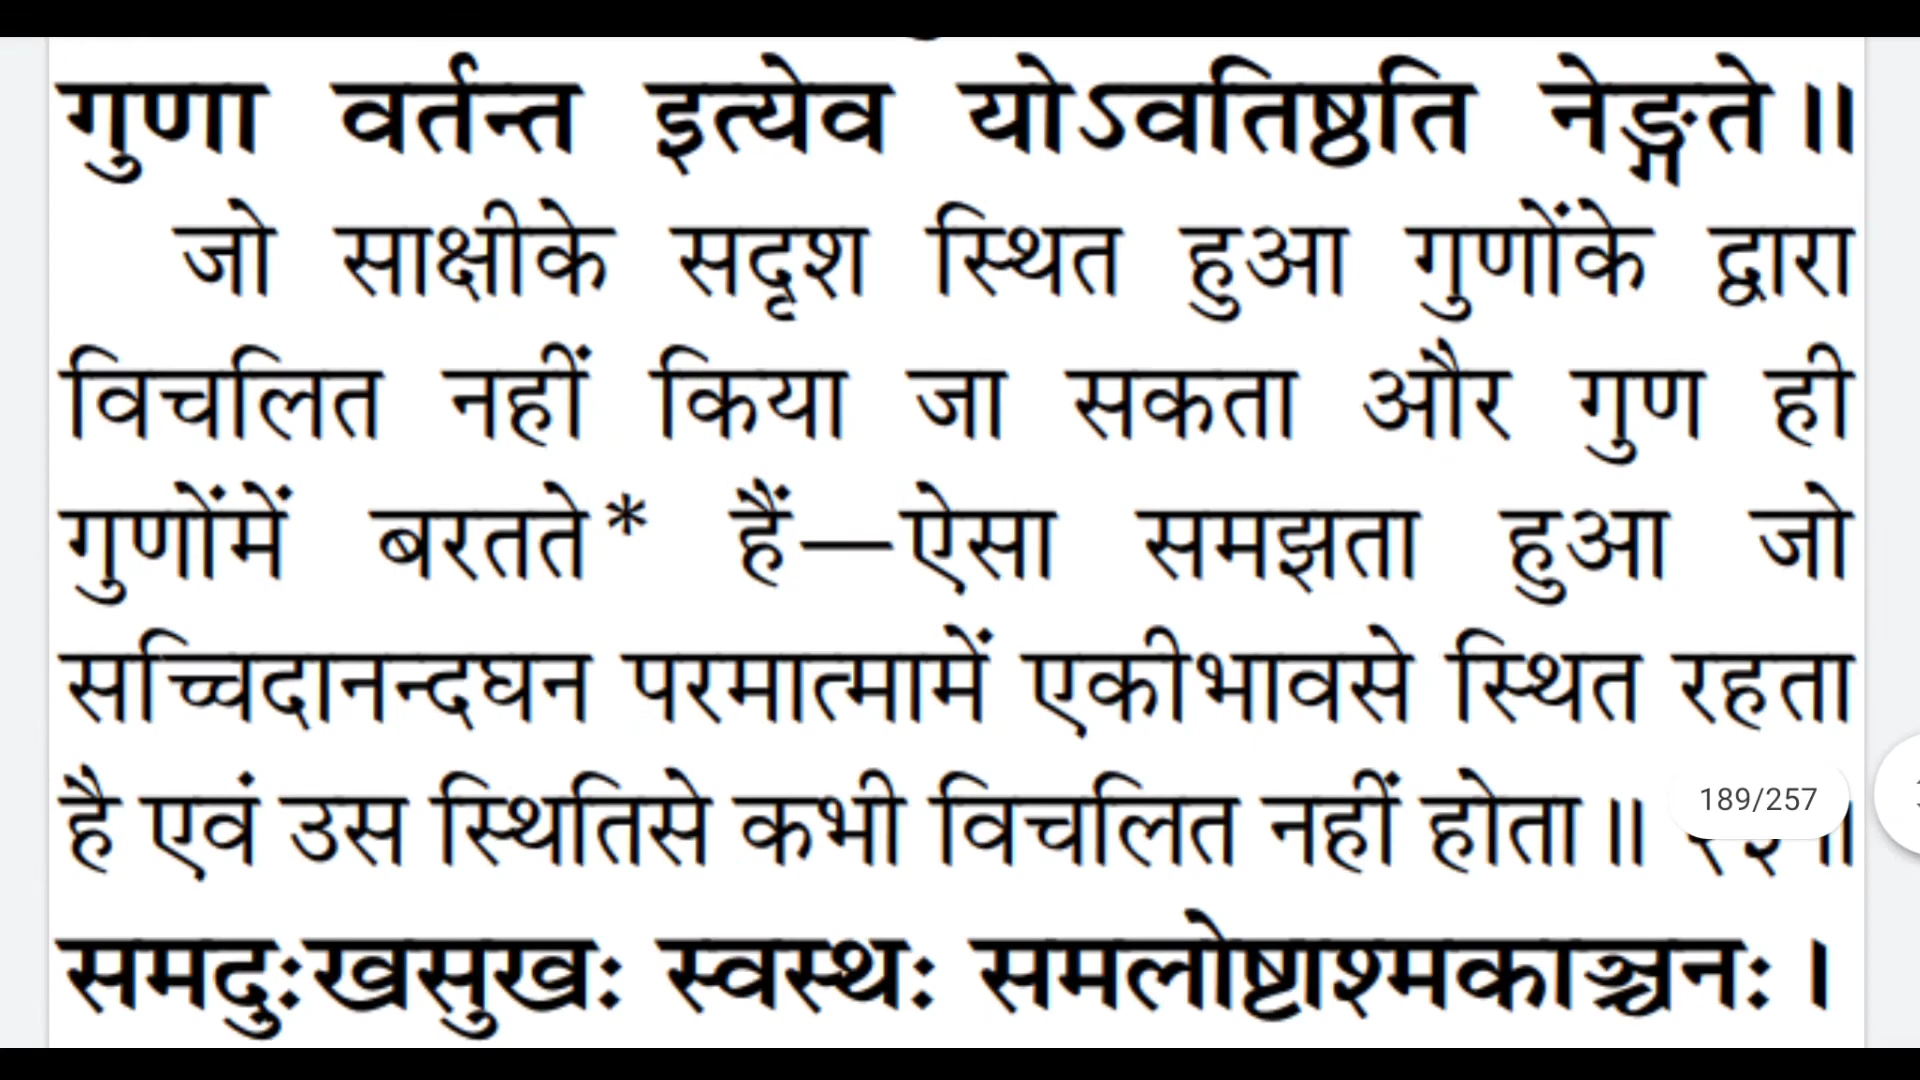 गुणा वर्तन्त इत्येव योऽवतिष्ठति नेङ्गते॥
जो साक्षीके सदृश स्थित हुआ गुणोंके द्वारा
विचलित नहीं किया जा सकता और गुण ही
गुणोंमें बरतते* हैं—ऐसा समझता हुआ जो
सच्चिदानन्दघन परमात्मामें एकीभावसे स्थित रहता
है एवं उस स्थितिसे कभी विचलित नहीं होता॥ ॥
189/257
समदुःखसुखः स्वस्थः समलोष्टाश्मकाञ्चनः।